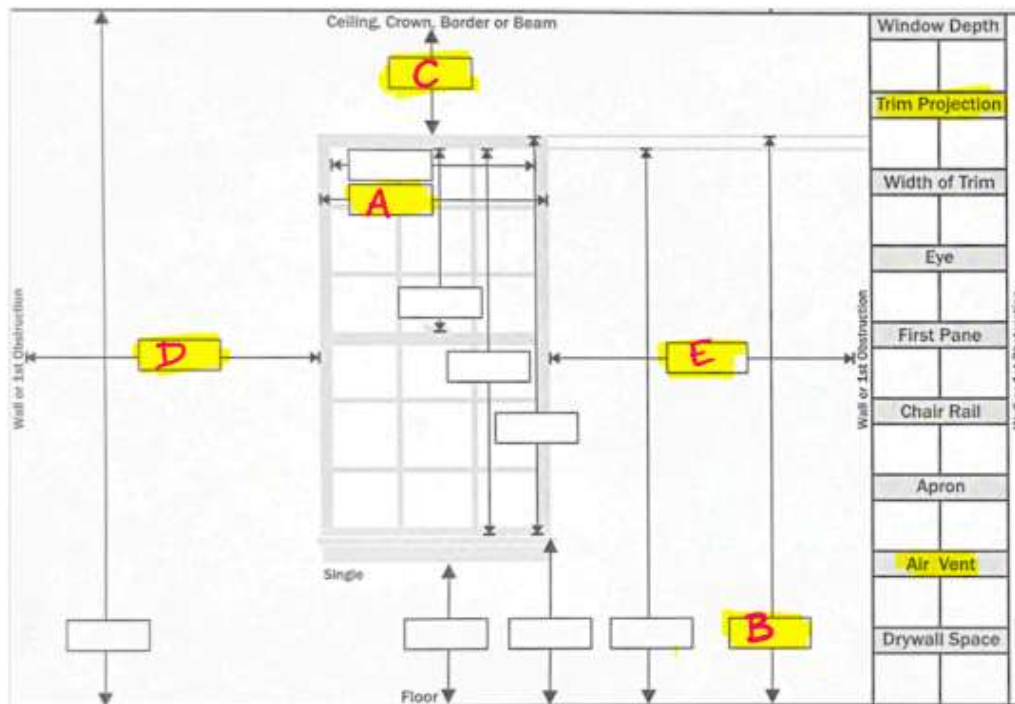 Ceiling, Crown, Border or Beam
C
A
D
E
B
Wall or 1st Obstruction
Wall or 1st Obstruction
Single
Floor
Window Depth
Trim Projection
Width of Trim
Eye
First Pane
Chair Rail
Apron
Air Vent
Drywall Space